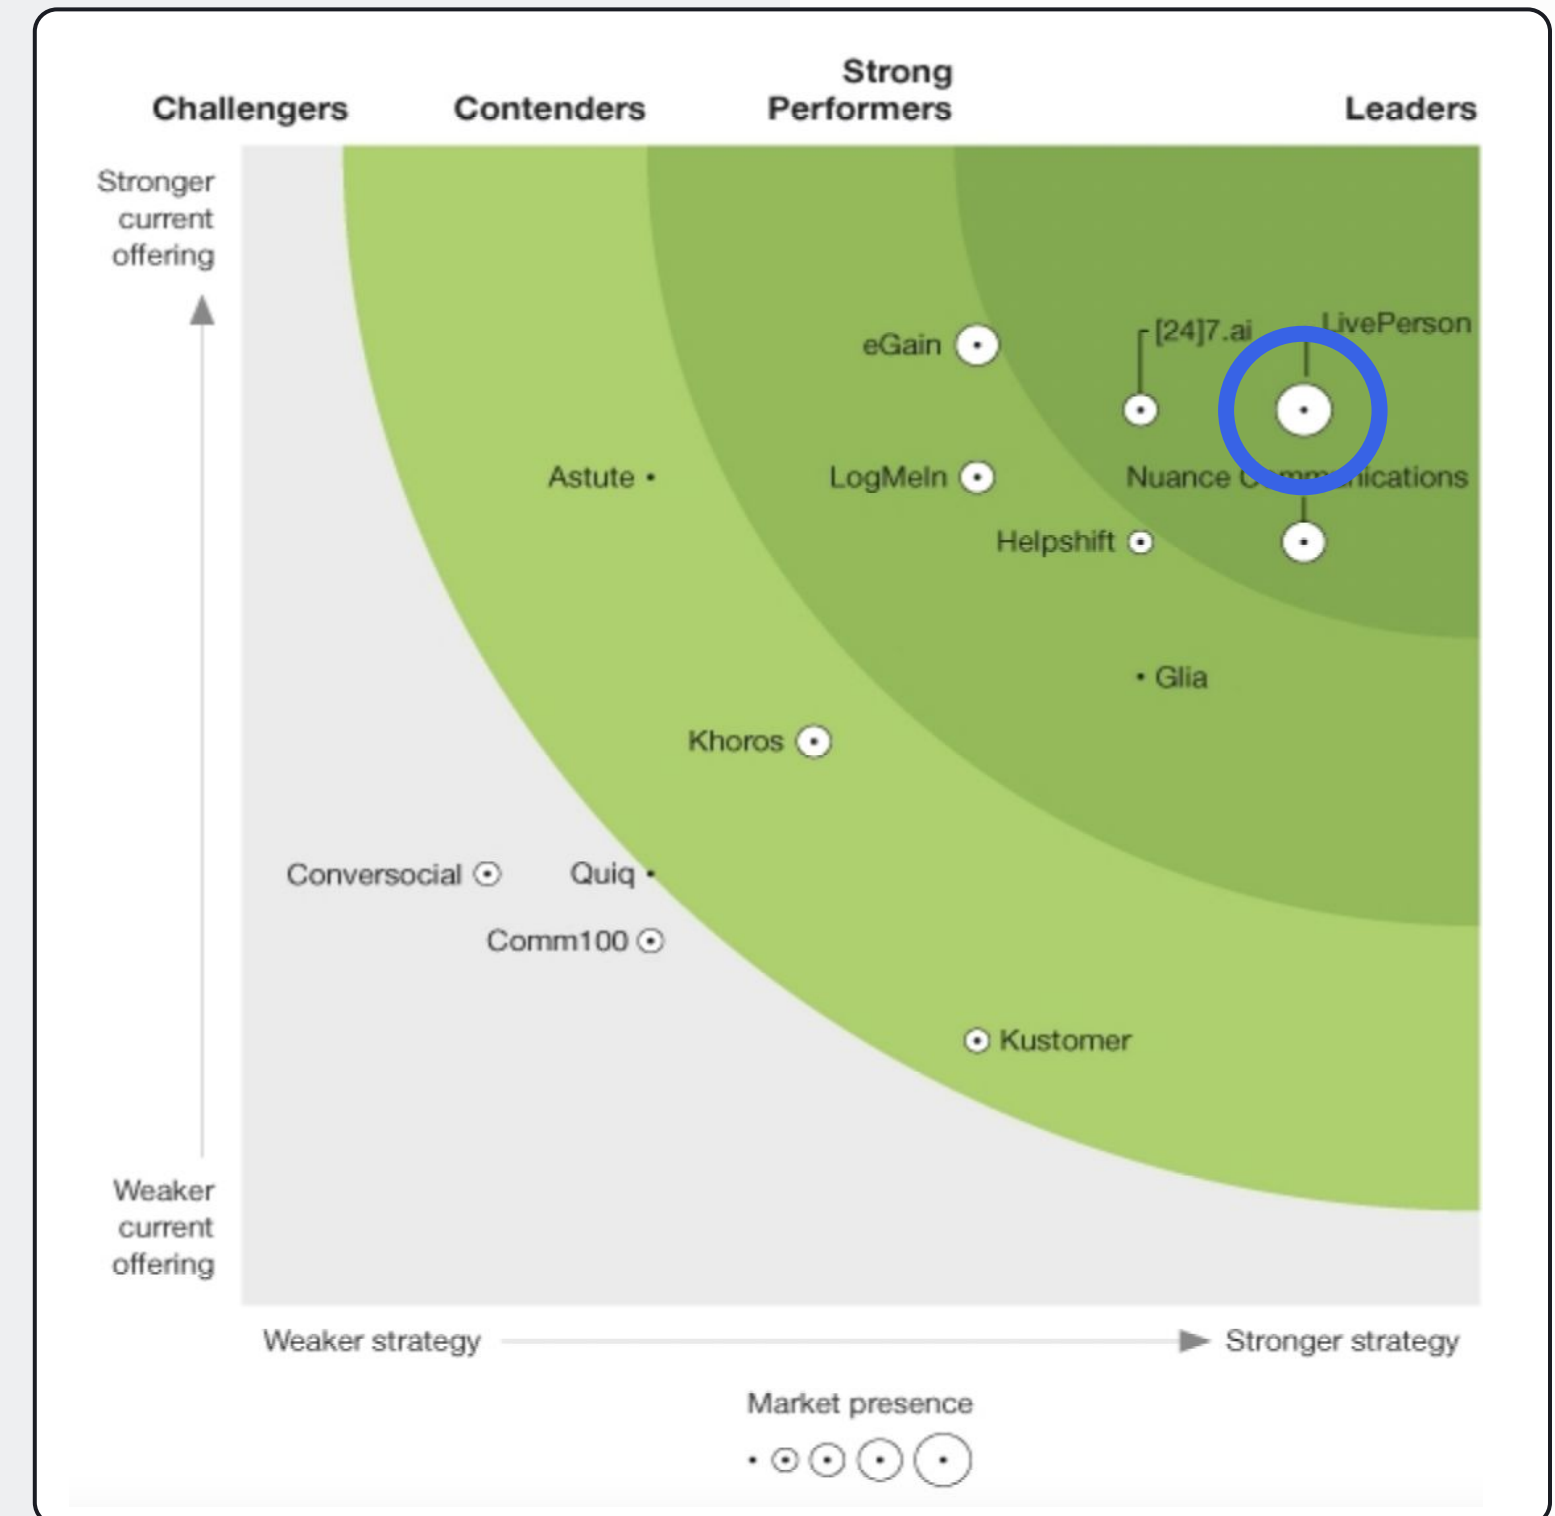 Strong
Challengers Contenders Performers Leaders
Stronger
current
offering
[24]7.ai LivePerson
eGain
Astute LogMeIn Nuance Communications
Helpshift
Glia
Khoros
Conversocial Quiq
Comm100
Kustomer
Weaker
current
offering
Weaker strategy Stronger strategy
Market presence